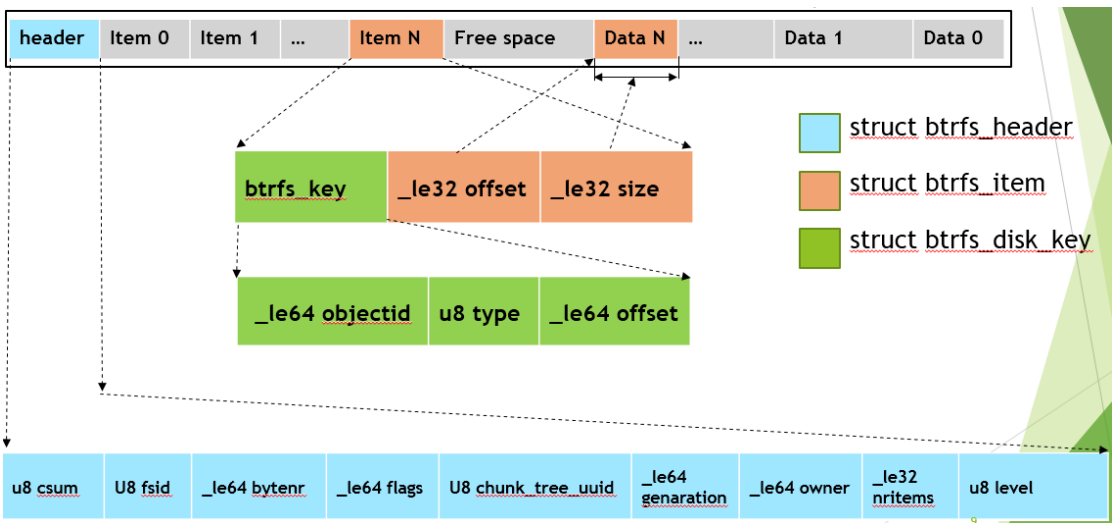 header Item 0 Item 1 ... Item N Free space Data N ... Data 1 Data 0
struct btrfs_header
btrfs_key _le32 offset _le32 size
struct btrfs_item
struct btrfs_disk_key
_le64 objectid u8 type _le64 offset
u8 csum U8 fsid _le64 bytenr _le64 flags U8 chunk_tree_uuid _le64 genaration _le64 owner _le32 nritems u8 level
9